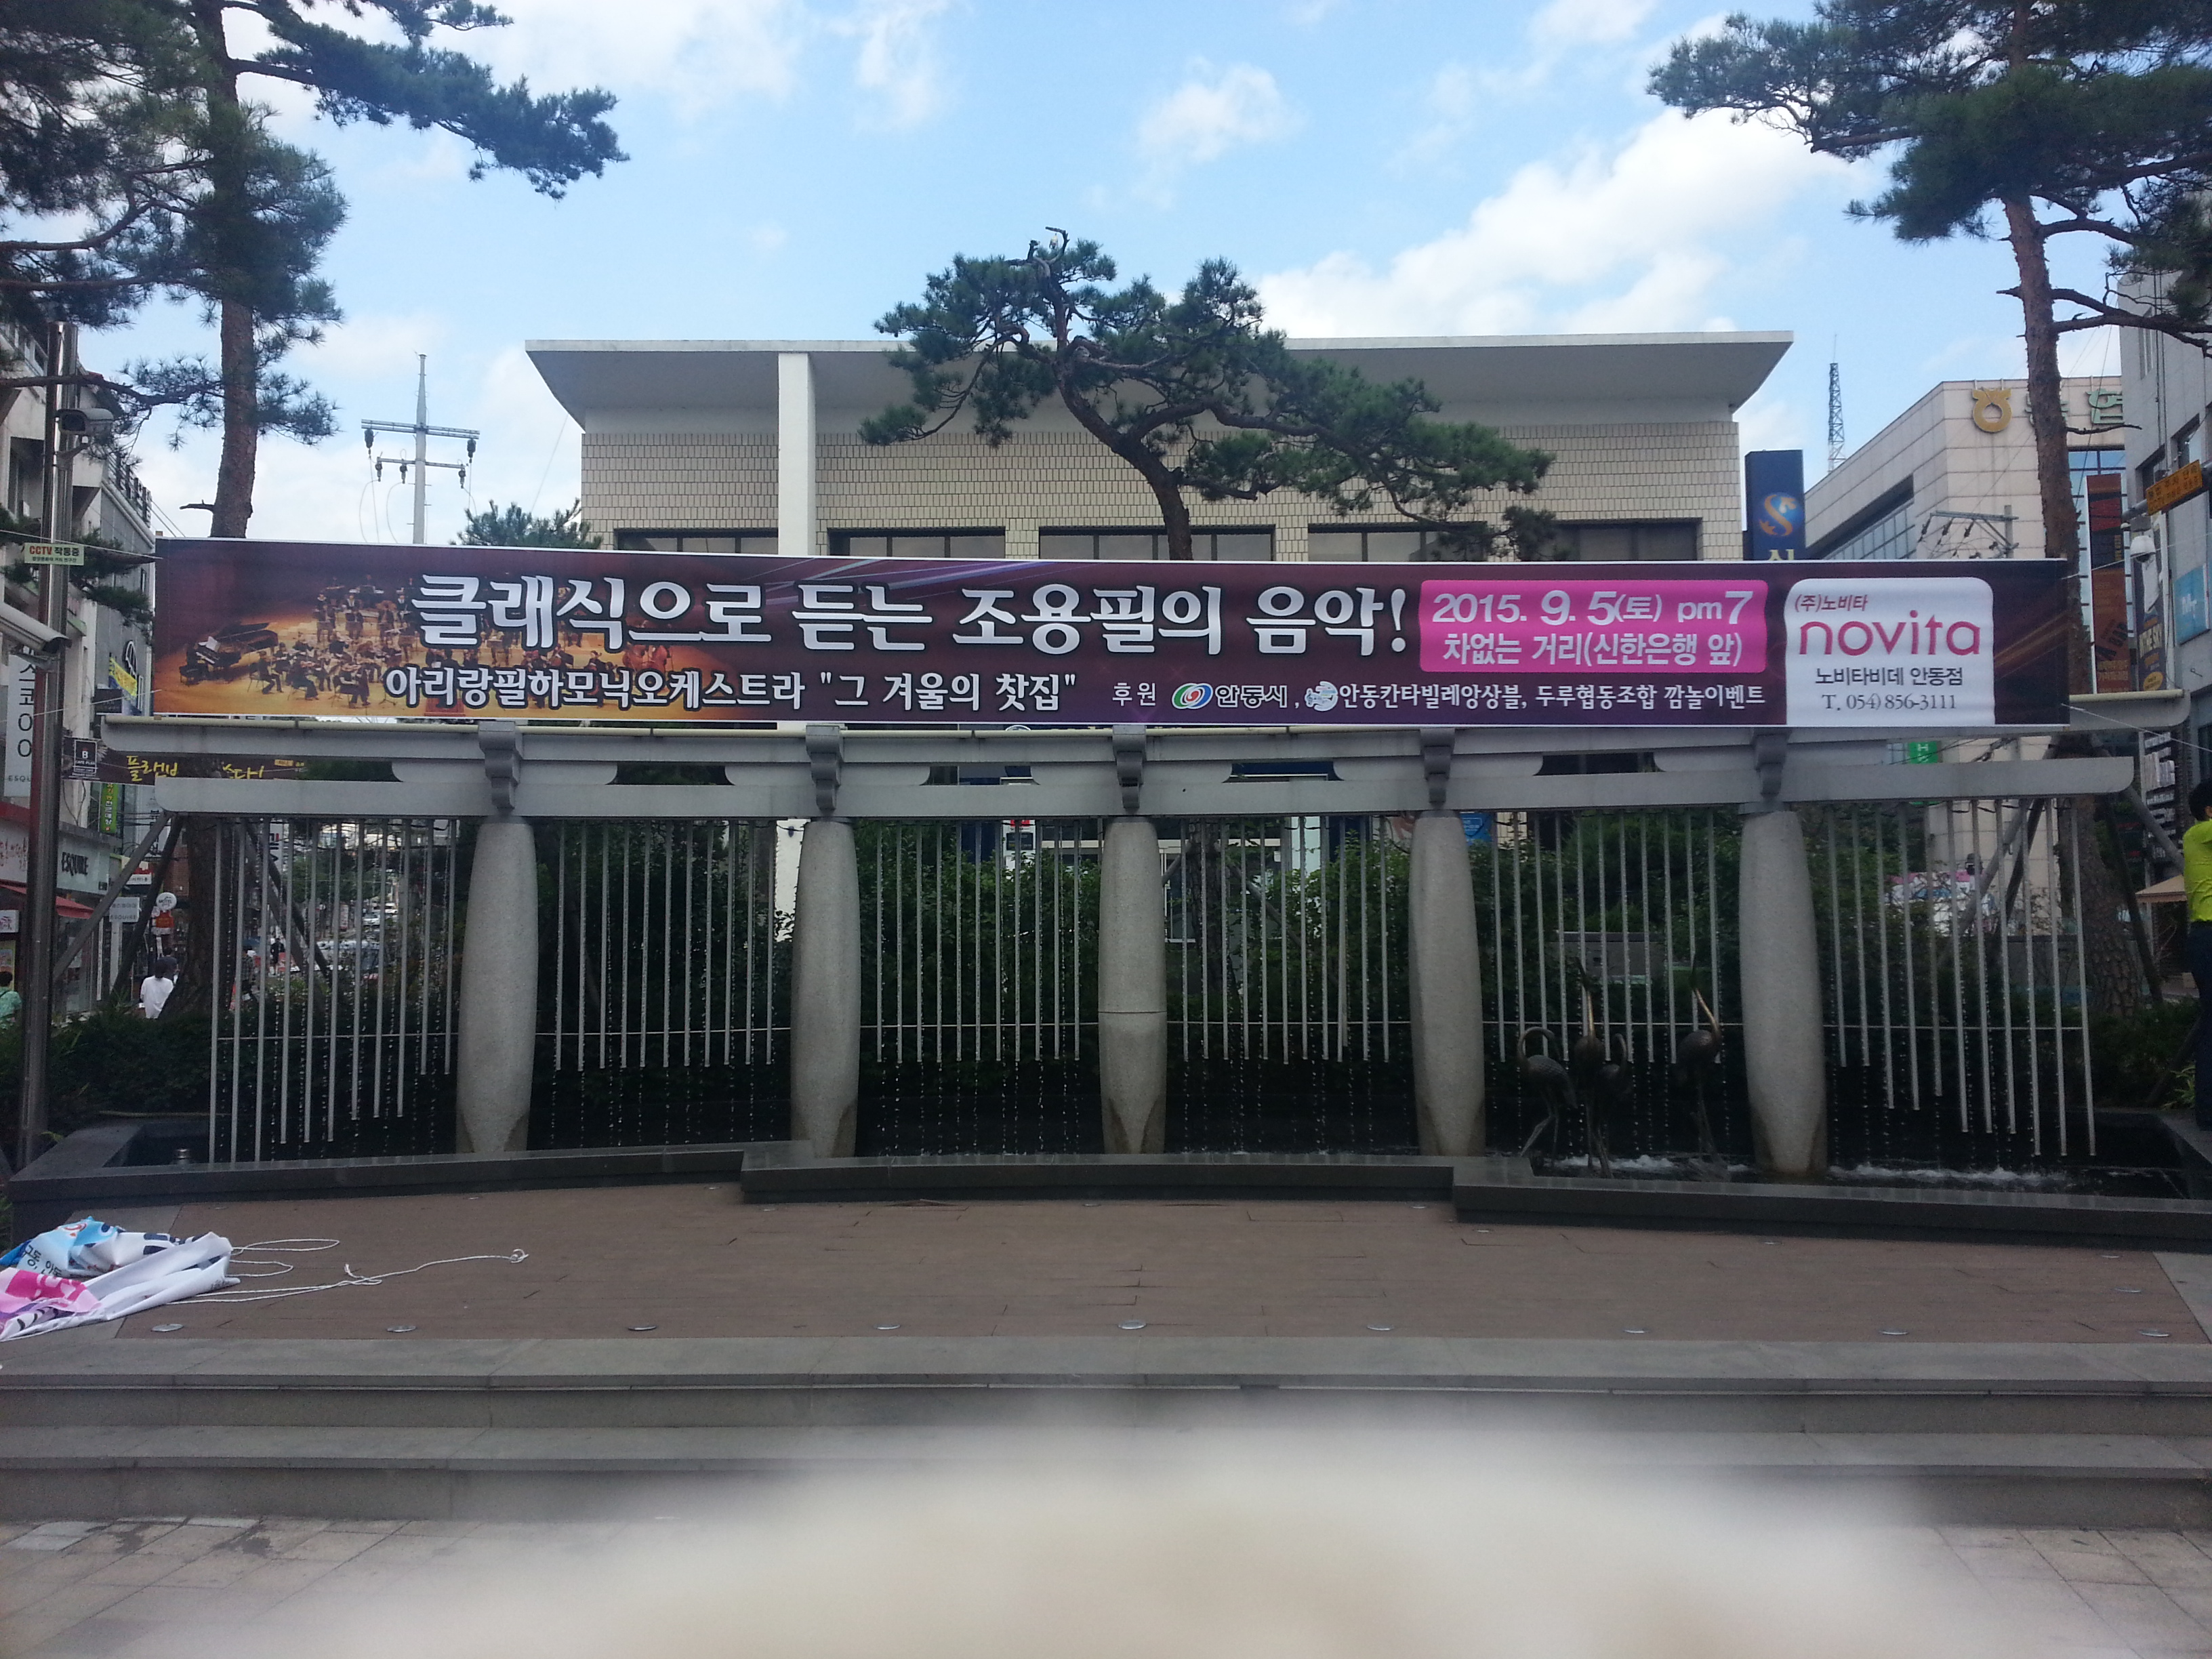 클래식으로 듣는 조용필의 음악!
아리랑필하모닉오케스트라 "그 겨울의 찻집"
후원 안동시, 안동칸타빌레앙상블, 두루협동조합 깜놀이벤트
2015. 9. 5(토) pm7
차없는 거리(신한은행 앞)
(주)노비타
novita
노비타비데 안동점
T. 054) 856-3111
CCTV 작동중
ESQUIRE